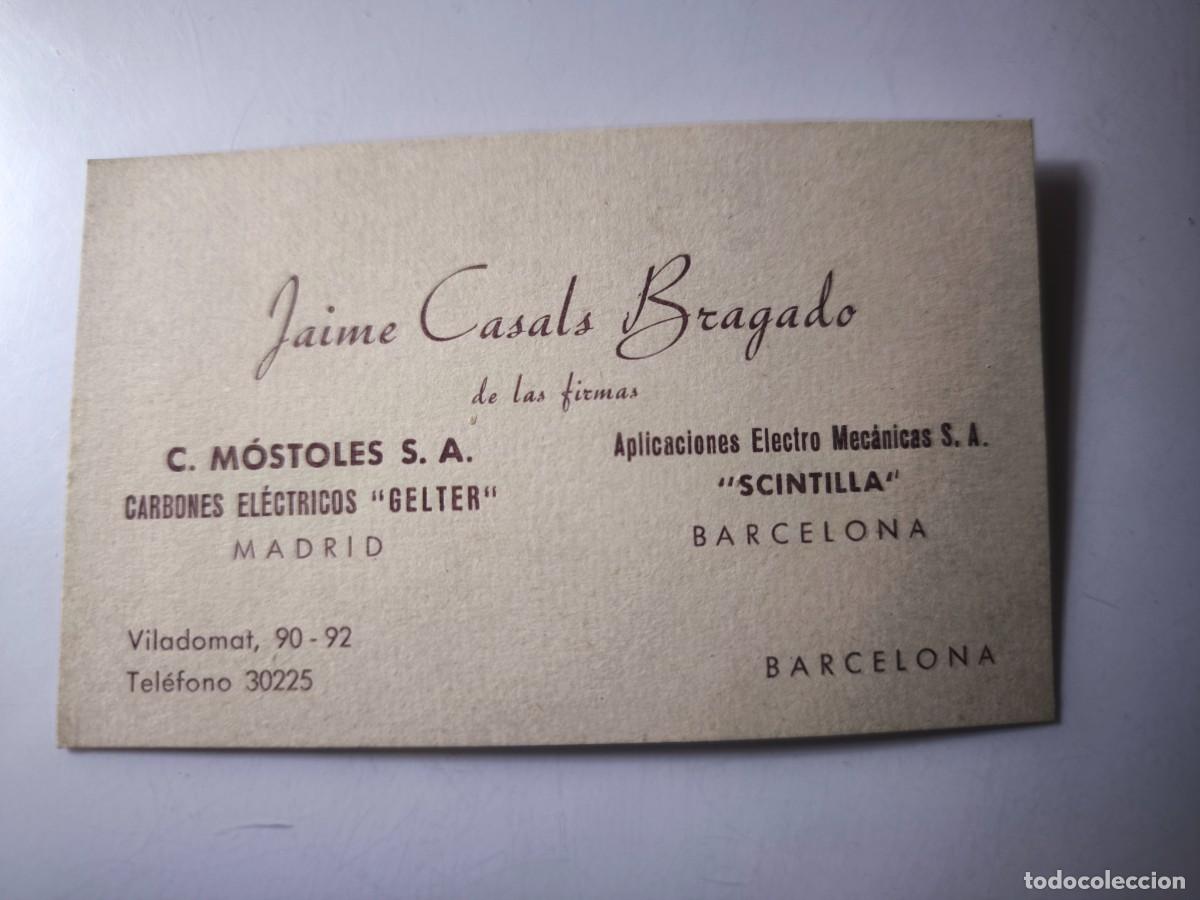 Jaime Casals Bragado
de las firmas
C. MÓSTOLES S. A.
CARBONES ELÉCTRICOS "GELTER"
MADRID
Aplicaciones Electro Mecánicas S. A.
"SCINTILLA"
BARCELONA
Viladomat, 90 - 92
Teléfono 30225
BARCELONA
todocoleccion